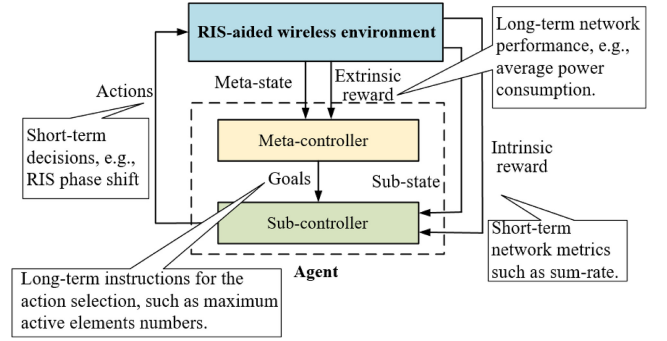 RIS-aided wireless environment
Long-term network
performance, e.g.,
average power
consumption.
Actions
Meta-state
Extrinsic
reward
Short-term
decisions, e.g.,
RIS phase shift
Meta-controller
Intrinsic
reward
Goals
Sub-state
Sub-controller
Short-term
network metrics
such as sum-rate.
Agent
Long-term instructions for the
action selection, such as maximum
active elements numbers.